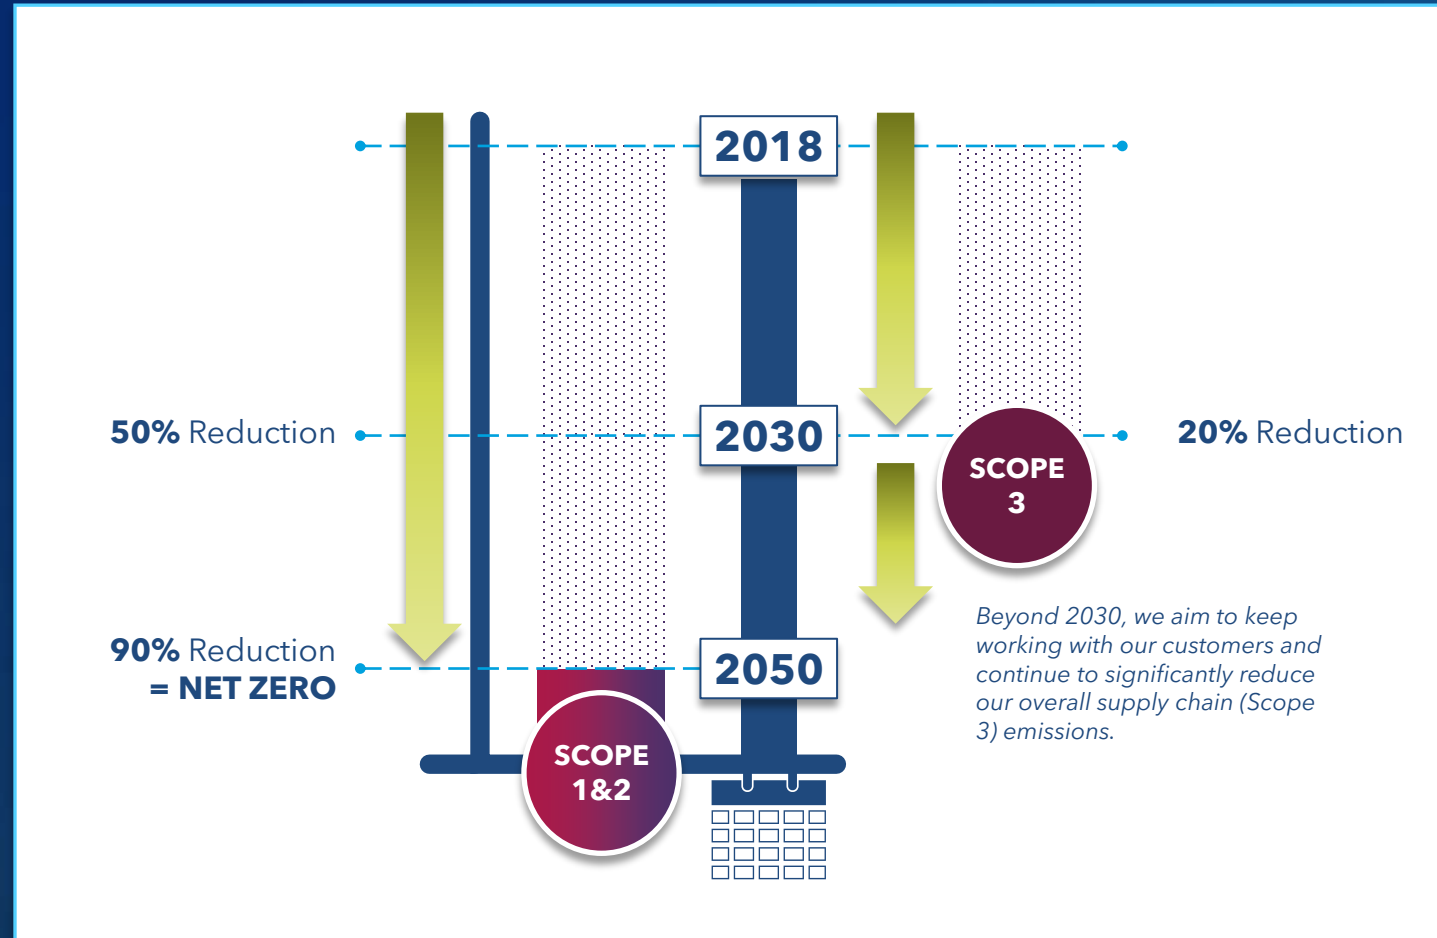 2018
50% Reduction
2030
20% Reduction
SCOPE
3
90% Reduction
= NET ZERO
2050
Beyond 2030, we aim to keep
working with our customers and
continue to significantly reduce
our overall supply chain (Scope
3) emissions.
SCOPE
1&2